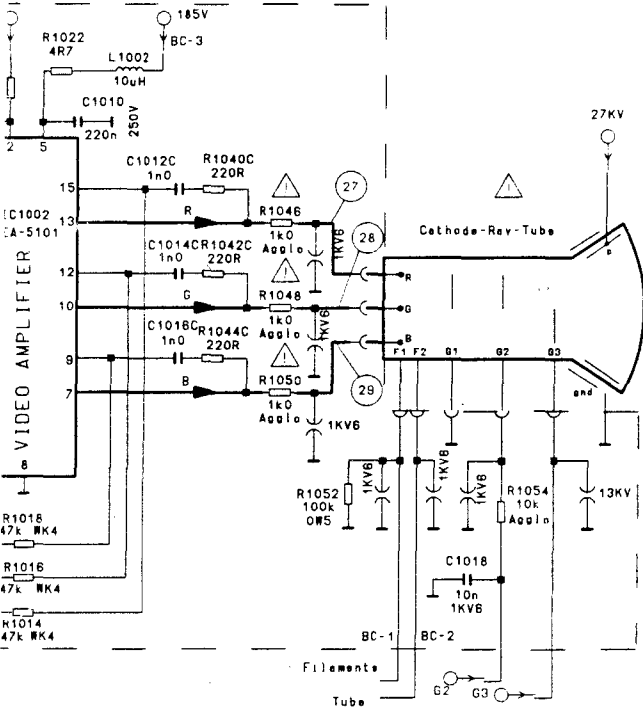 185V
R1022
4R7
BC-3
L1002
10uH
C1010
220n
250V
2
5
27KV
C1012C
1n0
R1040C
220R
15
27
IC1002
EA-5101
13
R
R1046
1k0
Agglo
1KV6
28
Cathode-Ray-Tube
C1014C
1n0
R1042C
220R
12
R
VIDEO AMPLIFIER
10
G
R1048
1k0
Agglo
1KV6
G
C1016C
1n0
R1044C
220R
B
9
F1
F2
G1
G2
G3
7
B
R1050
1k0
Agglo
29
gnd
1KV6
8
R1052
100k
0W5
1KV6
1KV6
1KV6
R1054
10k
Agglo
13KV
R1018
47k WK4
R1016
47k WK4
C1018
10n
1KV6
R1014
47k WK4
BC-1
BC-2
Filaments
G2
G3
Tube